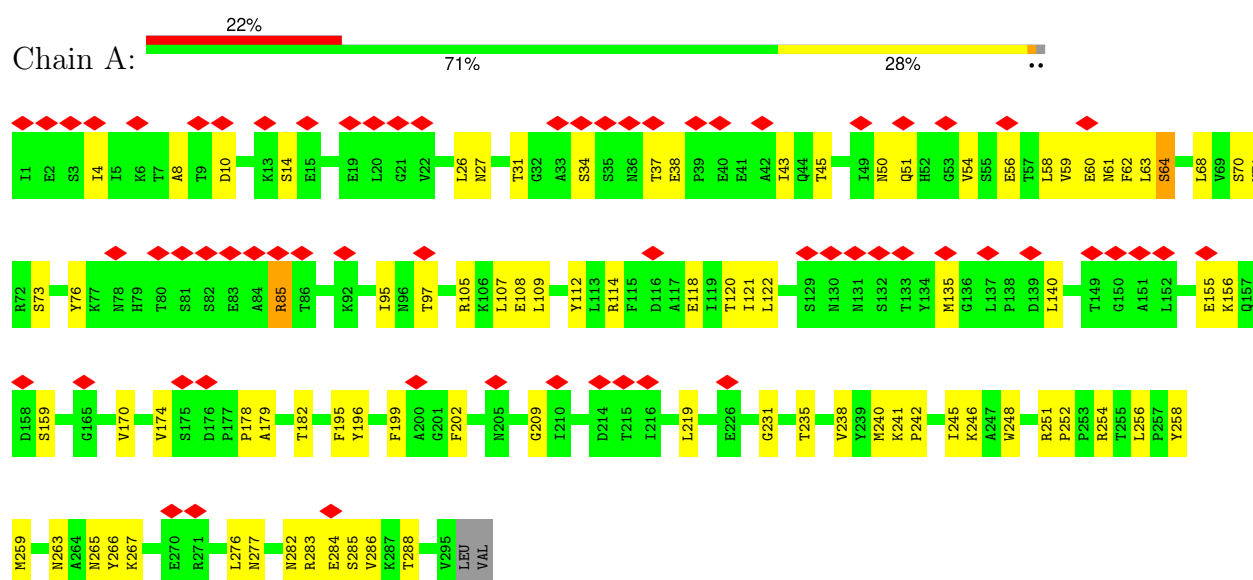 22%
Chain A:
71% 28% ••
I1 E2 S3 I4 I5 K6 T7 A8 T9 D10 K13 S14 E15 E19 L20 G21 V22 L26 N27 T31 G32 A33 S34 S35 N36 T37 E38 P39 E40 E41 A42 I43 Q44 T45 I49 N50 Q51 H52 G53 V54 S55 E56 T57 L58 V59 E60 N61 F62 L63 S64 L68 V69 S70
R72 S73 Y76 K77 N78 H79 T80 S81 S82 E83 A84 R85 T86 K92 I95 N96 T97 R105 K106 L107 E108 L109 Y112 L113 R114 F115 D116 A117 E118 I119 T120 I121 L122 S129 N130 N131 S132 T133 Y134 M135 G136 L137 P138 D139 L140 T149 G150 A151 L152 E155 K156 Q157
D158 S159 G165 V170 V174 S175 D176 P177 P178 A179 T182 F195 Y196 F199 A200 G201 F202 N205 G209 I210 D214 T215 I216 L219 E226 G231 T235 V238 Y239 M240 K241 P242 I245 K246 A247 W248 R251 P252 P253 R254 T255 L256 P257 Y258
M259 N263 A264 N265 Y266 K267 E270 R271 L276 N277 N282 R283 E284 S285 V286 K287 T288 V295 LEU VAL